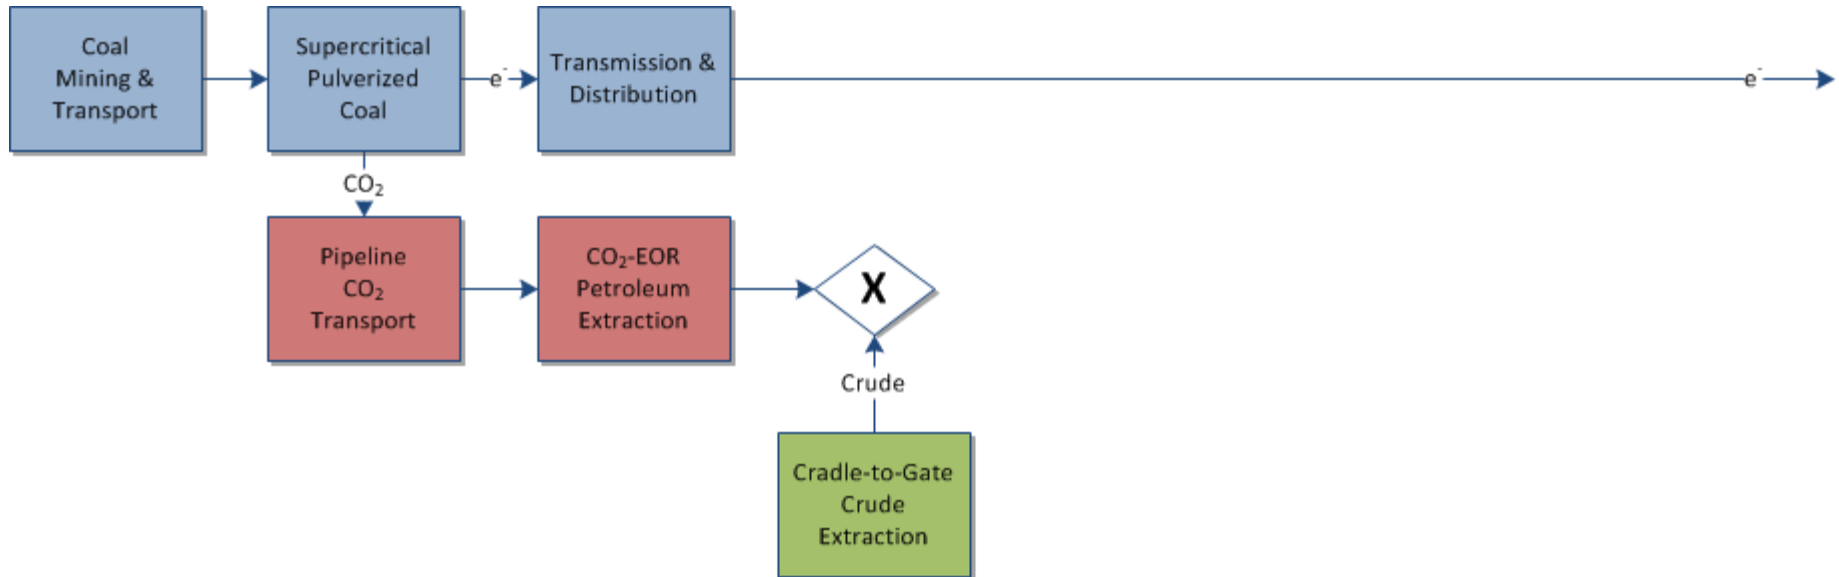 Coal
Mining &
Transport
Supercritical
Pulverized
Coal
e⁻
Transmission &
Distribution
e⁻
CO₂
Pipeline
CO₂
Transport
CO₂-EOR
Petroleum
Extraction
X
Crude
Cradle-to-Gate
Crude
Extraction